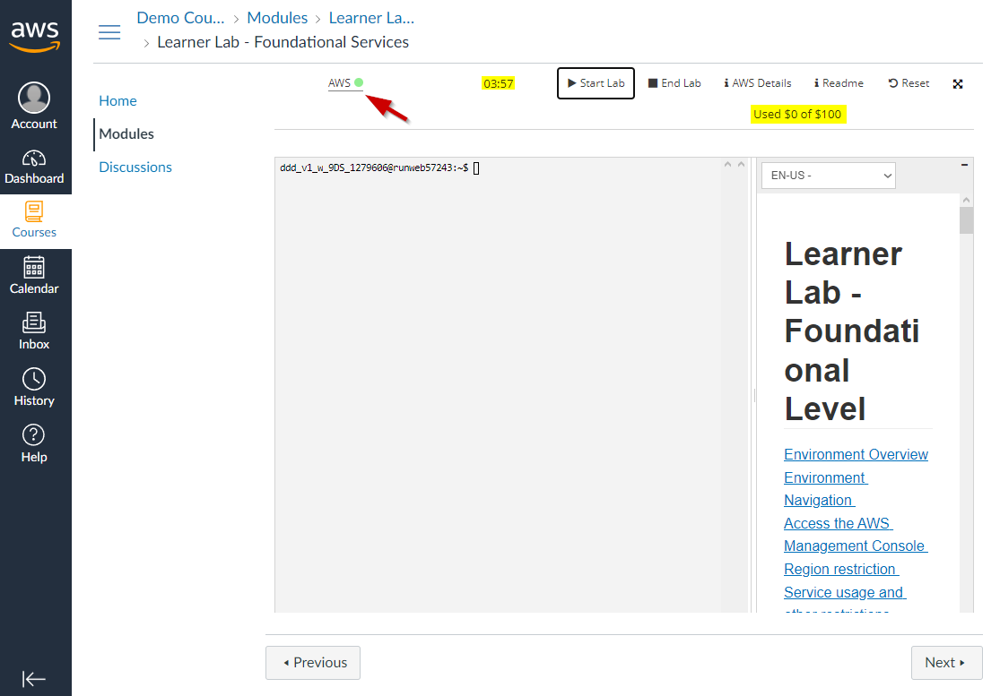 aws
Account
Dashboard
Courses
Calendar
Inbox
History
Help
Demo Cou... > Modules > Learner La...
> Learner Lab - Foundational Services
Home
Modules
Discussions
AWS
03:57
Start Lab
End Lab
AWS Details
Readme
Reset
Used $0 of $100
ddd_v1_w_9DS_1279606@runweb57243:~$
EN-US -
Learner
Lab -
Foundati
onal
Level
Environment Overview
Environment
Navigation
Access the AWS
Management Console
Region restriction
Service usage and
other restrictions
Previous
Next